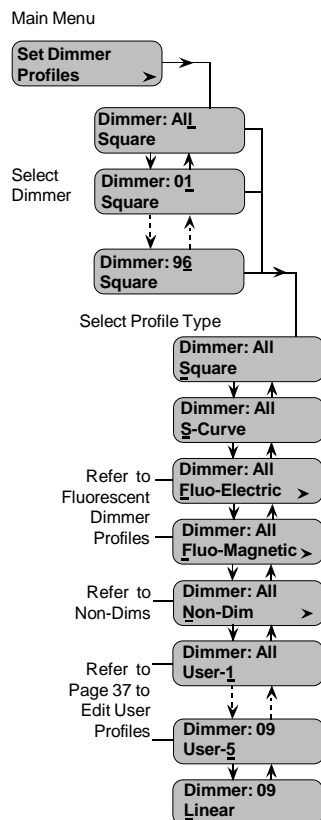 Main Menu
Set Dimmer
Profiles
Dimmer: All
Square
Select
Dimmer
Dimmer: 01
Square
Dimmer: 96
Square
Select Profile Type
Dimmer: All
Square
Dimmer: All
S-Curve
Refer to
Fluorescent
Dimmer
Profiles
Dimmer: All
Fluo-Electric
Dimmer: All
Fluo-Magnetic
Refer to
Non-Dims
Dimmer: All
Non-Dim
Refer to
Page 37 to
Edit User
Profiles
Dimmer: All
User-1
Dimmer: 09
User-5
Dimmer: 09
Linear